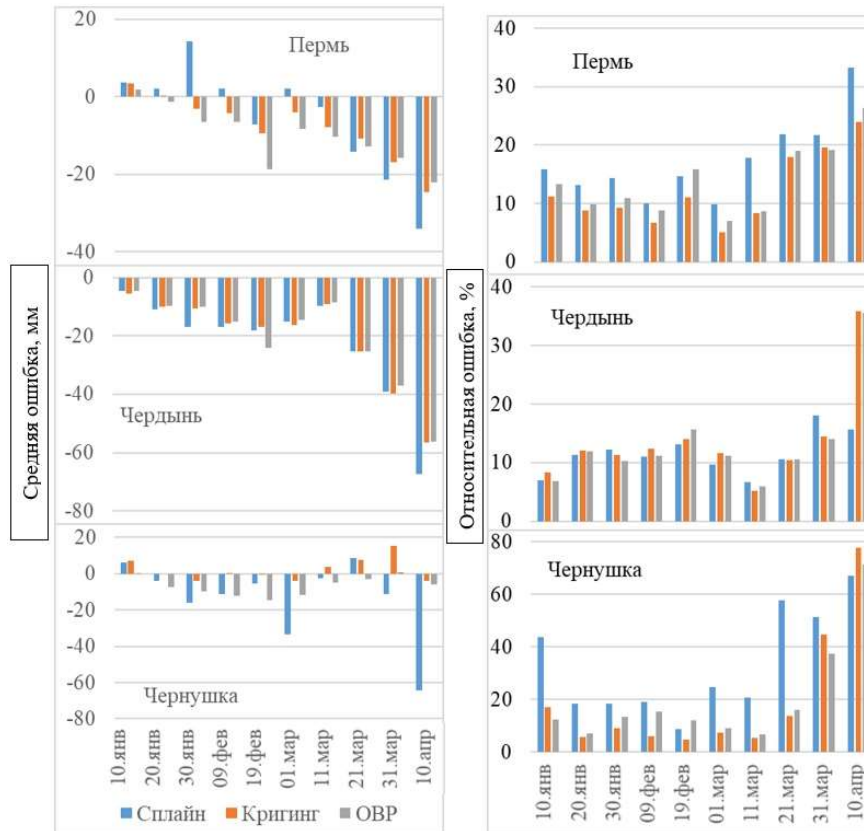 Средняя ошибка, мм
20
Пермь
0
-20
-40
0
-20
-40
Чердынь
-60
-80
20
0
-20
-40
-60
Чернушка
-80
10.янв
20.янв
30.янв
09.фев
19.фев
01.мар
11.мар
21.мар
31.мар
10.апр
Сплайн Кригинг ОВР
Относительная ошибка, %
40
Пермь
30
20
10
0
40
Чердынь
30
20
10
0
80
Чернушка
60
40
20
0
10.янв
20.янв
30.янв
09.фев
19.фев
01.мар
11.мар
21.мар
31.мар
10.апр